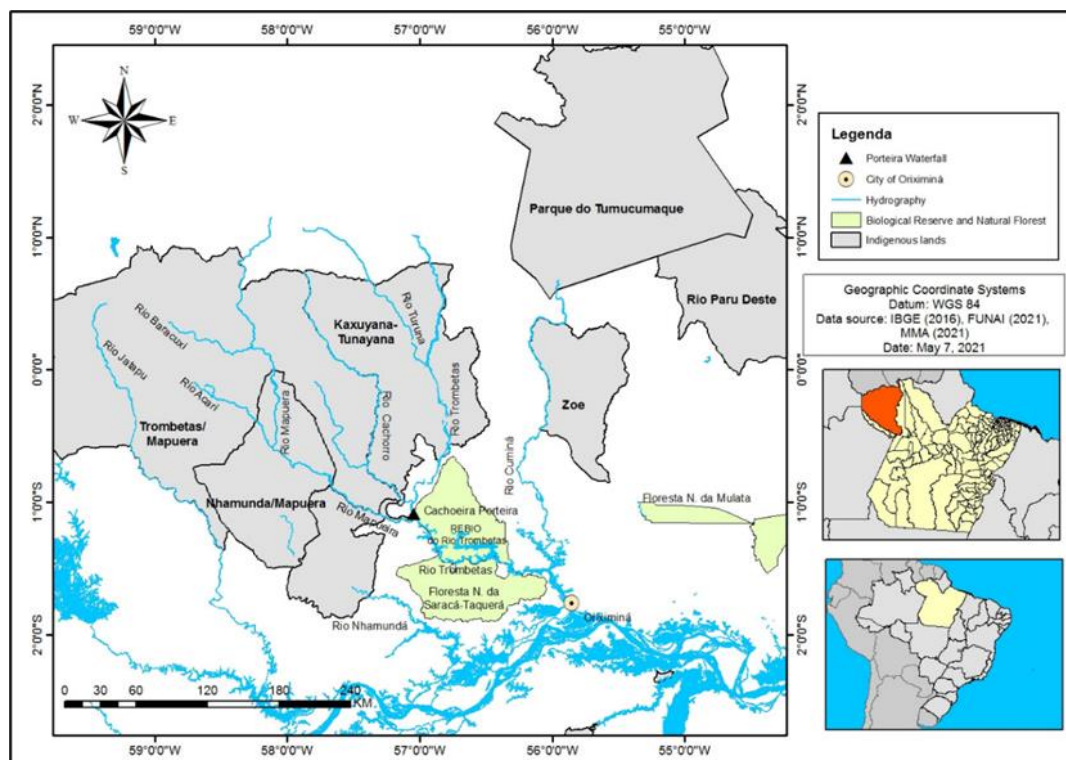 59°0'0"W
58°0'0"W
57°0'0"W
56°0'0"W
55°0'0"W
N
W
E
S
2°0'0"N
1°0'0"N
0°0'0"
1°0'0"S
2°0'0"S
Parque do Tumucumaque
Rio Paru Deste
Kaxuyana-
Tunayana
Rio Turuna
Rio Baracuxi
Rio Jatapu
Rio Acari
Rio Mapuera
Rio Cachorro
Rio Trombetas
Zoe
Trombetas/
Mapuera
Nhamunda/Mapuera
Rio Mapueira
Rio Cuminá
Cachoeira Porteira
REBIO
do Rio Trombetas
Rio Trombetas
Floresta N. da
Saracá-Taquerá
Floresta N. da Mulata
Rio Nhamundá
Oriximiná
0 15 30 60 120 180 240
KM.
2°0'0"N
1°0'0"N
0°0'0"
1°0'0"S
2°0'0"S
59°0'0"W
58°0'0"W
57°0'0"W
56°0'0"W
55°0'0"W
Legenda
Porteira Waterfall
City of Oriximiná
Hydrography
Biological Reserve and Natural Florest
Indigenous lands
Geographic Coordinate Systems
Datum: WGS 84
Data source: IBGE (2016), FUNAI (2021),
MMA (2021)
Date: May 7, 2021